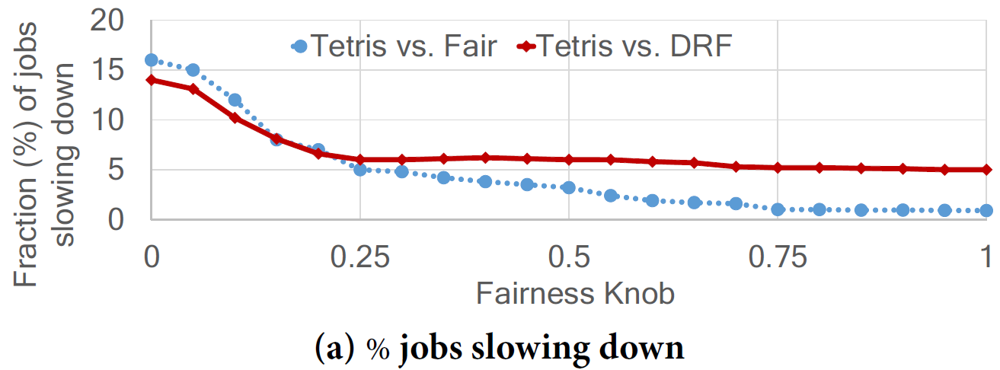 20
Tetris vs. Fair Tetris vs. DRF
15
10
5
0
Fraction (%) of jobs
slowing down
0 0.25 0.5 0.75 1
Fairness Knob
(a) % jobs slowing down